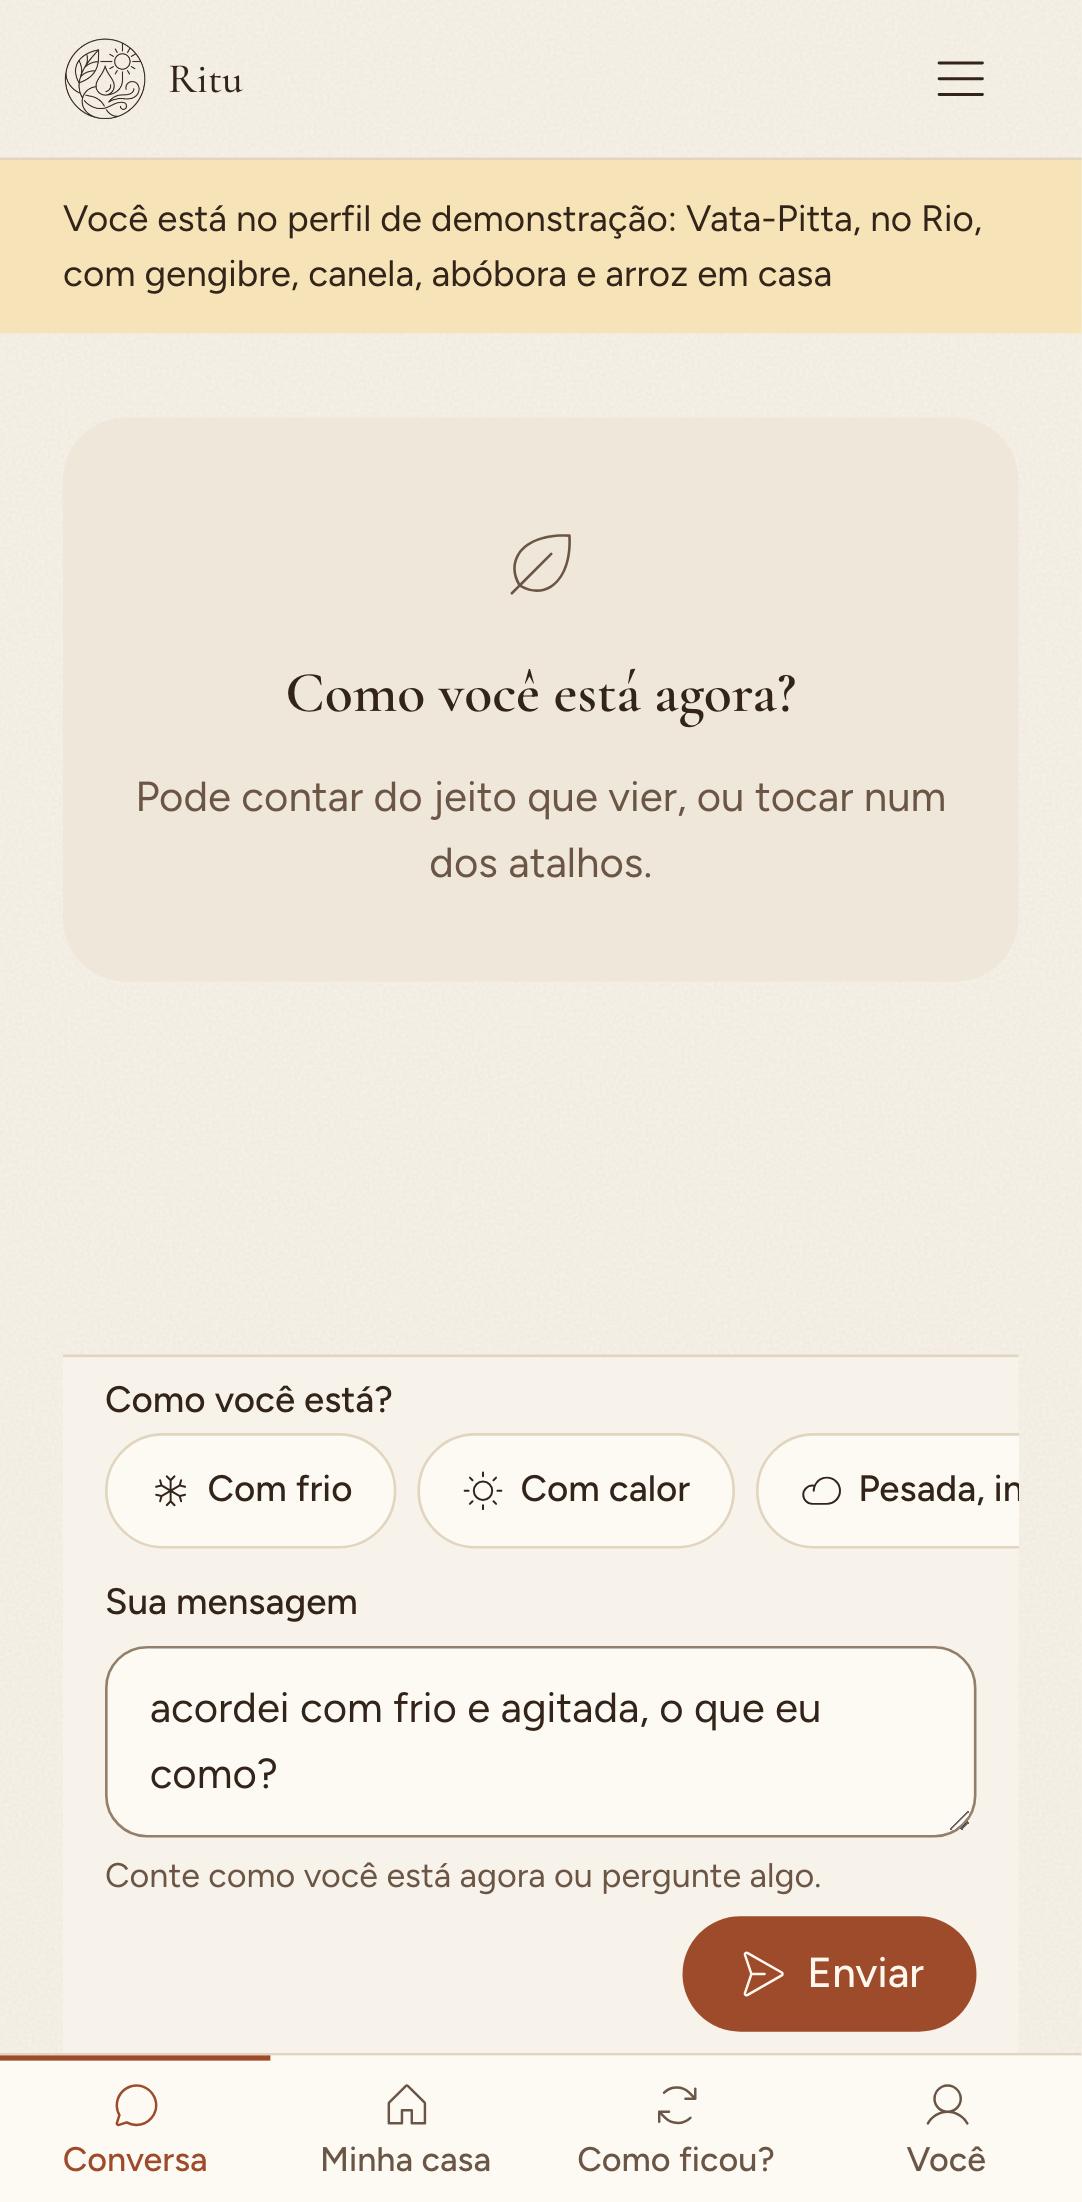 Ritu
Você está no perfil de demonstração: Vata-Pitta, no Rio,
com gengibre, canela, abóbora e arroz em casa
Como você está agora?
Pode contar do jeito que vier, ou tocar num
dos atalhos.
Como você está?
Com frio
Com calor
Pesada, in
Sua mensagem
acordei com frio e agitada, o que eu
como?
Conte como você está agora ou pergunte algo.
Enviar
Conversa
Minha casa
Como ficou?
Você